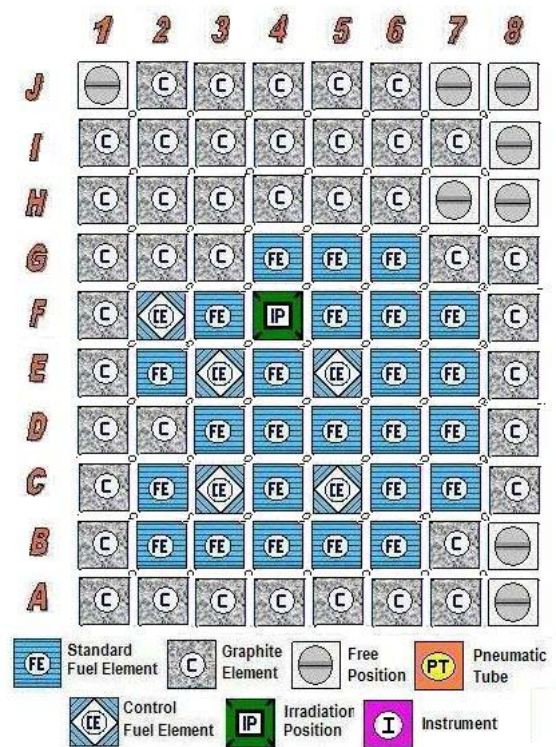 1 2 3 4 5 6 7 8
J C C C C C
I C C C C C C C
H C C C C C C
G C C C FE FE FE C C
F C CE FE IP FE FE FE C
E C FE CE FE CE FE FE C
D C C FE FE FE FE FE C
C C FE CE FE CE FE FE C
B C FE FE FE FE FE C
A C C C C C C C
FE Standard Fuel Element
C Graphite Element
Free Position
PT Pneumatic Tube
CE Control Fuel Element
IP Irradiation Position
I Instrument